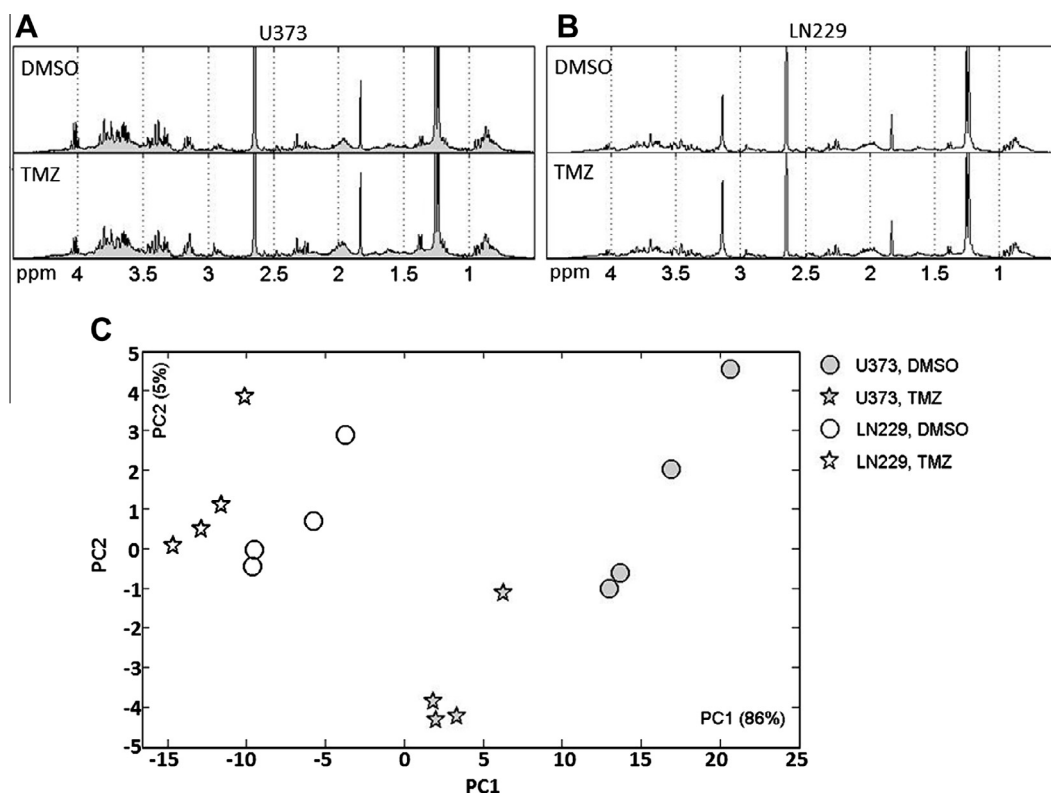 A
U373
B
LN229
DMSO
DMSO
TMZ
TMZ
ppm 4 3.5 3 2.5 2 1.5 1
ppm 4 3.5 3 2.5 2 1.5 1
C
5
4
3
2
1
0
-1
-2
-3
-4
-5
PC2
PC2 (5%)
PC1 (86%)
-15 -10 -5 0 5 10 15 20 25
PC1
U373, DMSO
U373, TMZ
LN229, DMSO
LN229, TMZ